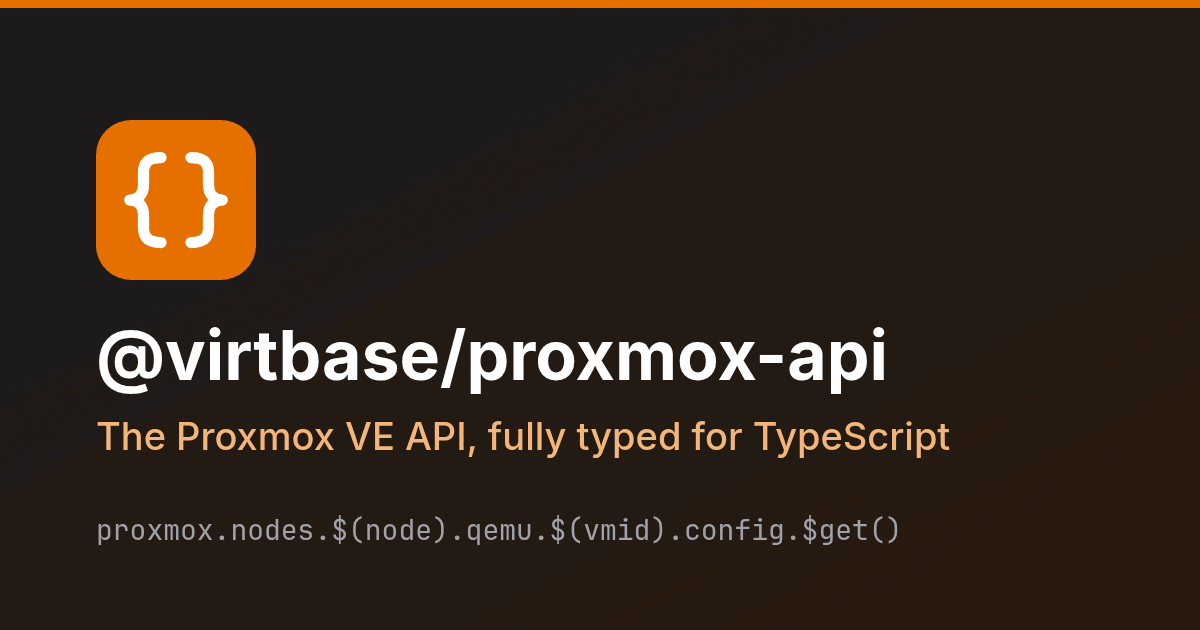 {}
@virtbase/proxmox-api
The Proxmox VE API, fully typed for TypeScript
proxmox.nodes.$(node).qemu.$(vmid).config.$get()